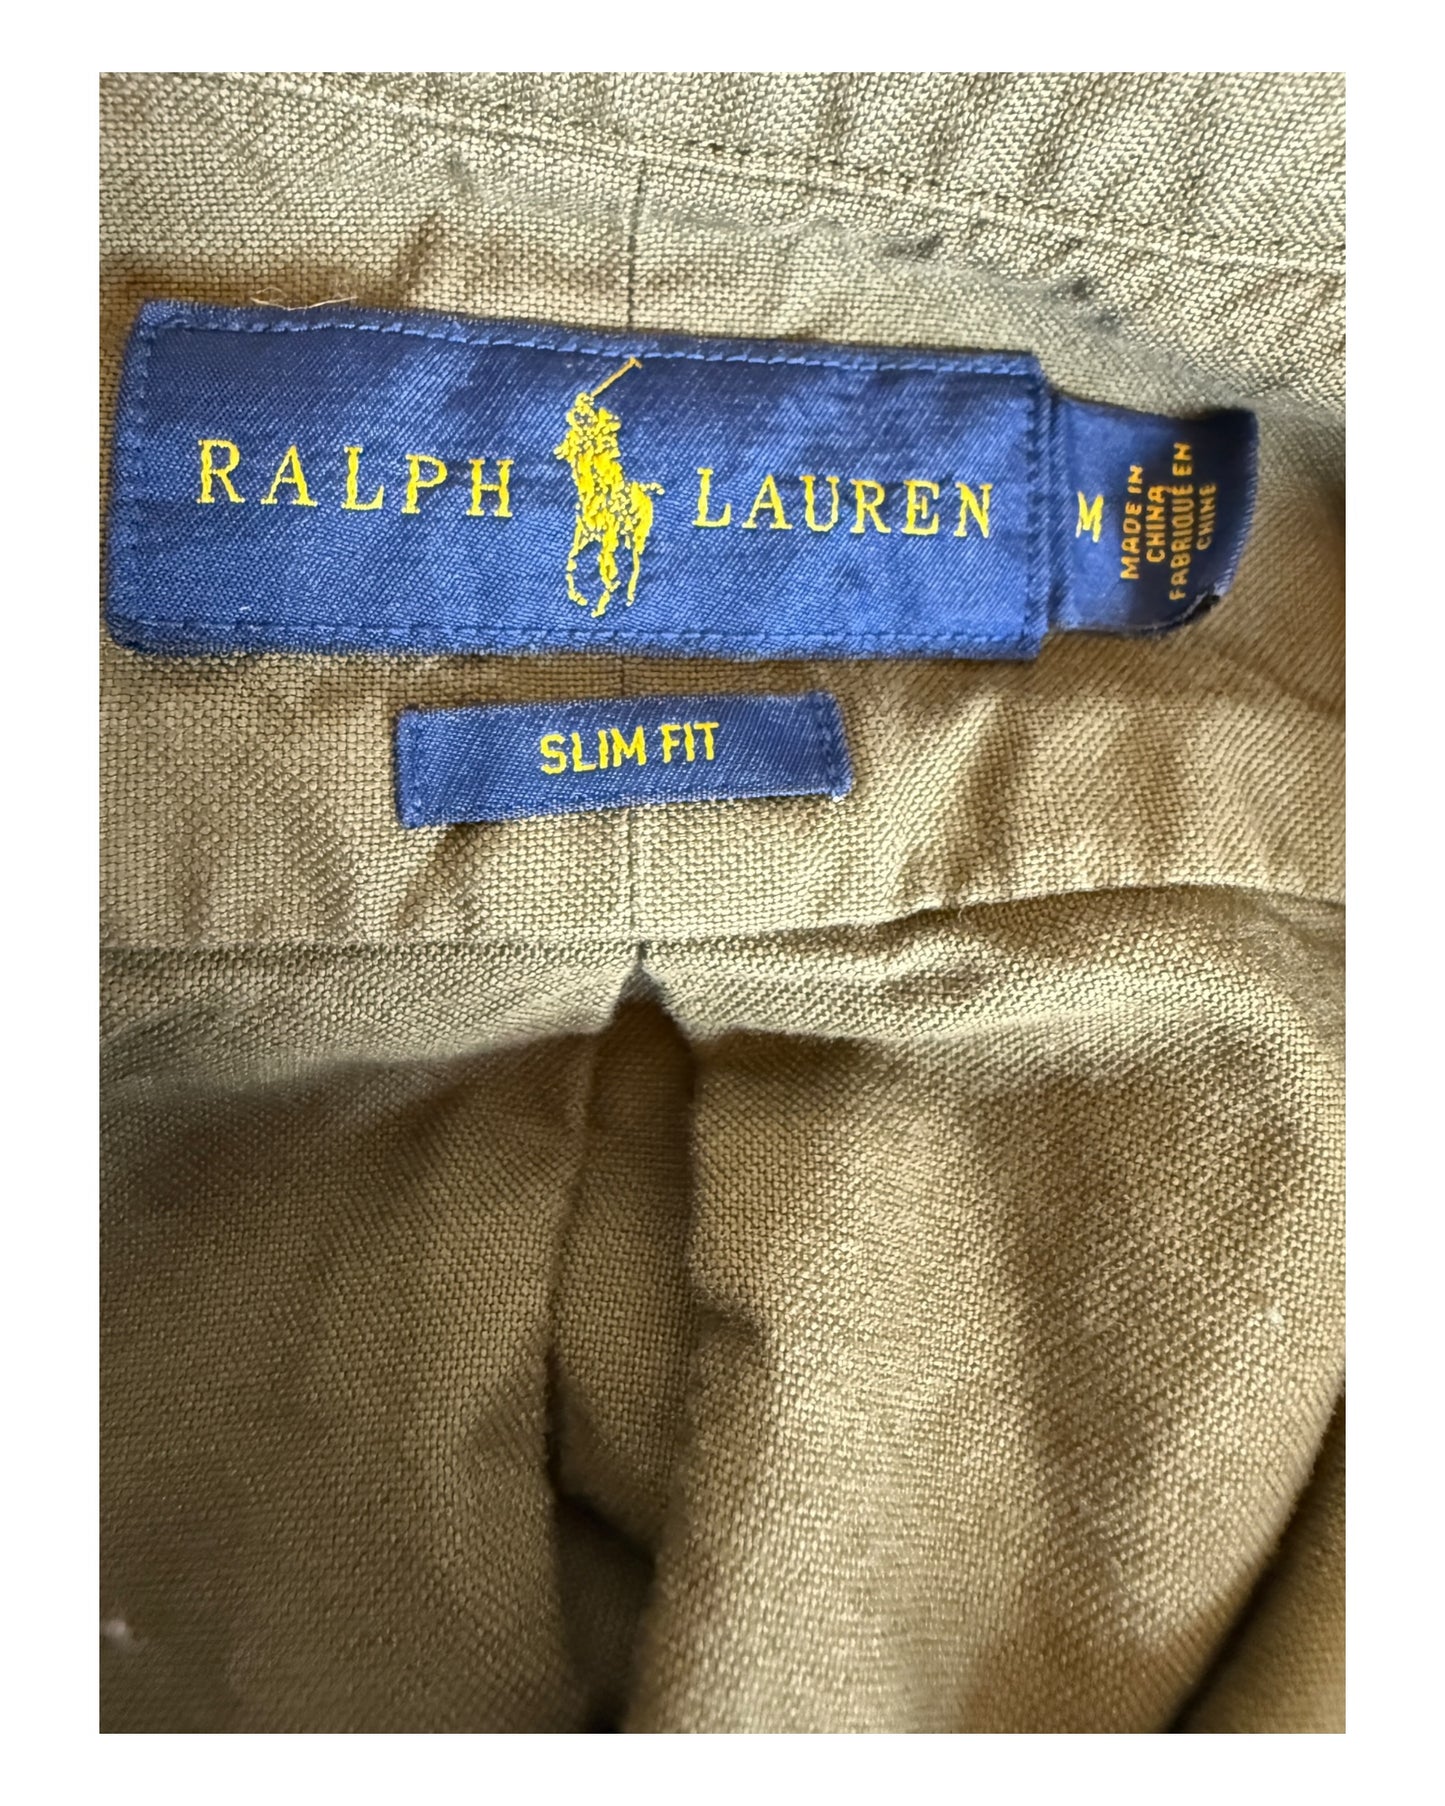 RALPH LAUREN
M
MADE IN
CHINA
FABRIQUÉ EN
CHINE
SLIM FIT